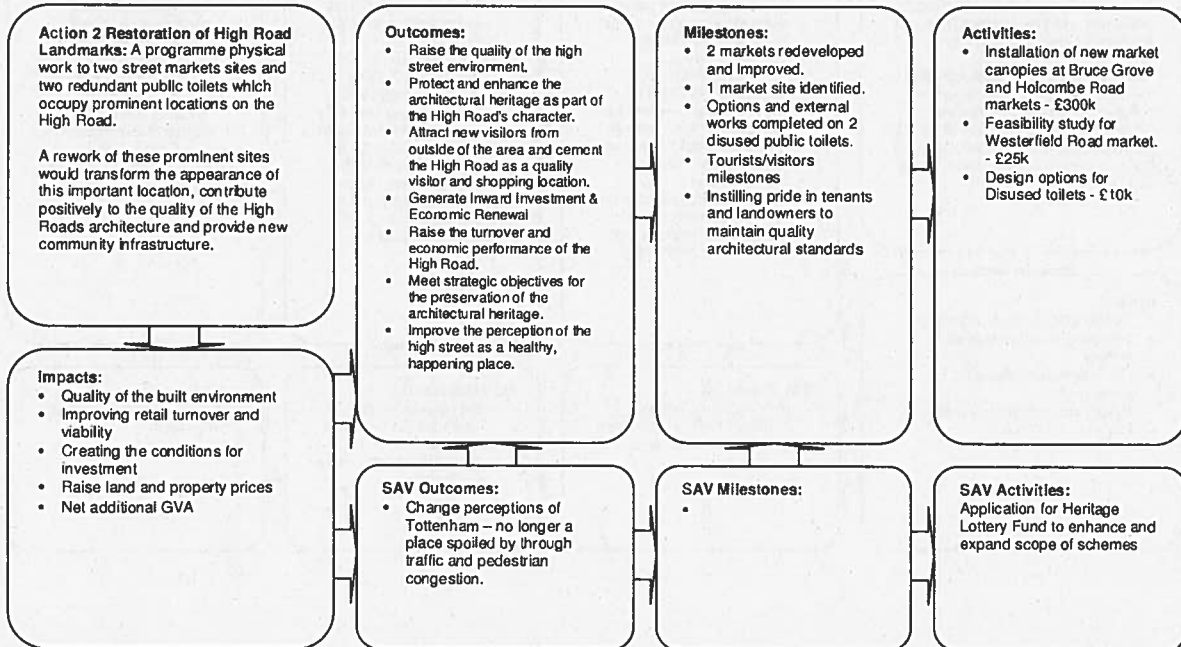 Action 2 Restoration of High Road
Landmarks: A programme physical
work to two street markets sites and
two redundant public toilets which
occupy prominent locations on the
High Road.
A rework of these prominent sites
would transform the appearance of
this important location, contribute
positively to the quality of the High
Roads architecture and provide new
community infrastructure.
Outcomes:
• Raise the quality of the high
street environment.
• Protect and enhance the
architectural heritage as part of
the High Road's character.
• Attract new visitors from
outside of the area and cement
the High Road as a quality
visitor and shopping location.
• Generate Inward Investment &
Economic Renewal
• Raise the turnover and
economic performance of the
High Road.
• Meet strategic objectives for
the preservation of the
architectural heritage.
• Improve the perception of the
high street as a healthy,
happening place.
Milestones:
• 2 markets redeveloped
and Improved.
• 1 market site identified.
• Options and external
works completed on 2
disused public toilets.
• Tourists/visitors
milestones
• Instilling pride in tenants
and landowners to
maintain quality
architectural standards
Activities:
• Installation of new market
canopies at Bruce Grove
and Holcombe Road
markets - £300k
• Feasibility study for
Westerfield Road market.
- £25k
• Design options for
Disused toilets - £10k
Impacts:
• Quality of the built environment
• Improving retail turnover and
viability
• Creating the conditions for
investment
• Raise land and property prices
• Net additional GVA
SAV Outcomes:
• Change perceptions of
Tottenham – no longer a
place spoiled by through
traffic and pedestrian
congestion.
SAV Milestones:
•
SAV Activities:
Application for Heritage
Lottery Fund to enhance and
expand scope of schemes